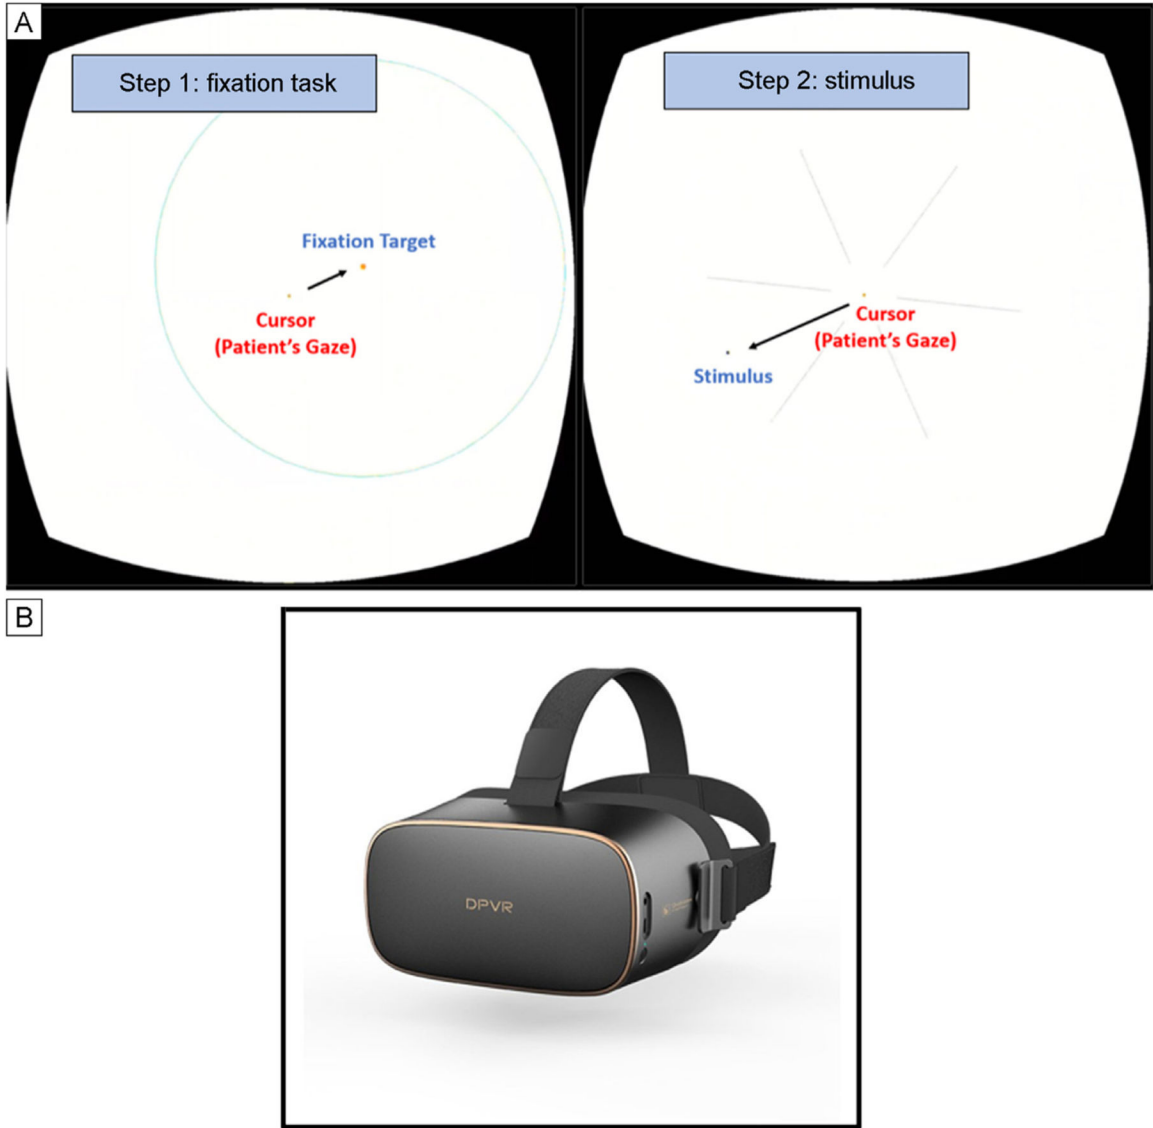 A
Step 1: fixation task
Step 2: stimulus
Fixation Target
Cursor
(Patient's Gaze)
Cursor
(Patient's Gaze)
Stimulus
B
DPVR